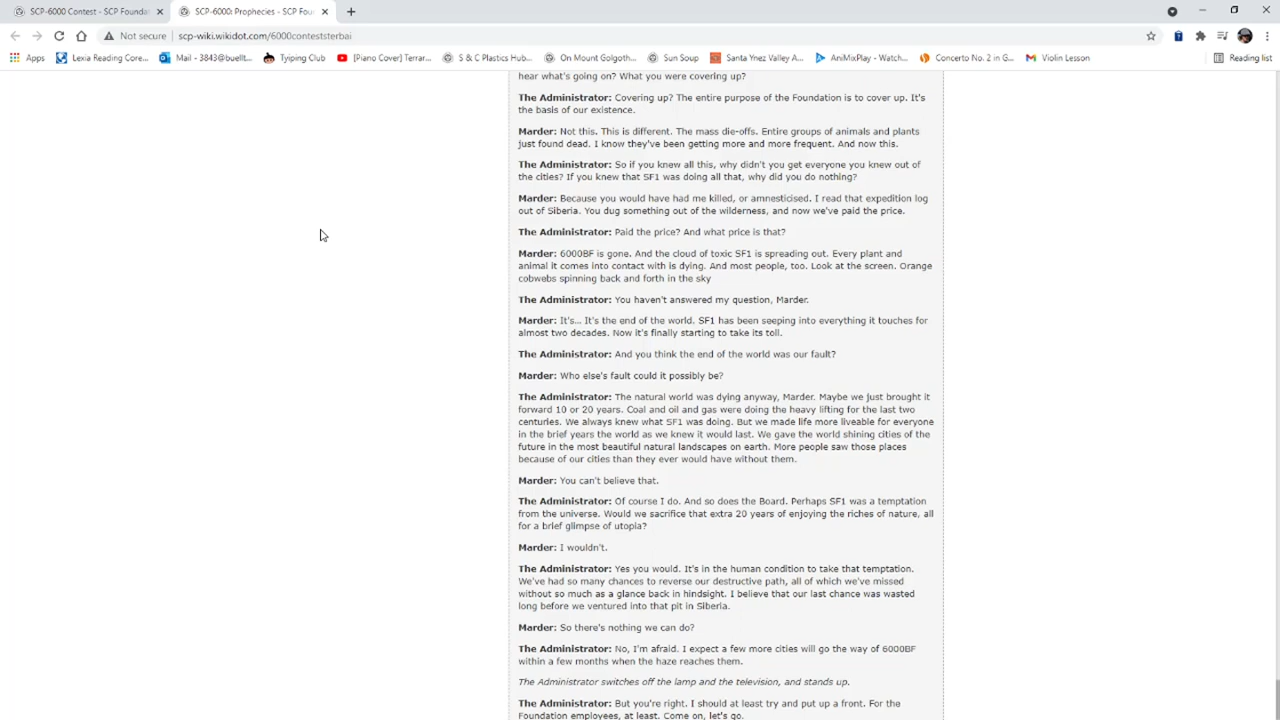 SCP-6000 Contest - SCP Foundat
SCP-6000: Prophecies - SCP Fou
Not secure scp-wiki.wikidot.com/6000conteststerbai
Apps Lexia Reading Core... Mail - 3843@buellt... Tyiping Club [Piano Cover] Terrar... S & C Plastics Hub... On Mount Golgoth... Sun Soup Santa Ynez Valley A... AniMixPlay - Watch... Concerto No. 2 in G... Violin Lesson Reading list
hear what's going on? What you were covering up?
The Administrator: Covering up? The entire purpose of the Foundation is to cover up. It's
the basis of our existence.
Marder: Not this. This is different. The mass die-offs. Entire groups of animals and plants
just found dead. I know they've been getting more and more frequent. And now this.
The Administrator: So if you knew all this, why didn't you get everyone you knew out of
the cities? If you knew that SF1 was doing all that, why did you do nothing?
Marder: Because you would have had me killed, or amnesticised. I read that expedition log
out of Siberia. You dug something out of the wilderness, and now we've paid the price.
The Administrator: Paid the price? And what price is that?
Marder: 6000BF is gone. And the cloud of toxic SF1 is spreading out. Every plant and
animal it comes into contact with is dying. And most people, too. Look at the screen. Orange
cobwebs spinning back and forth in the sky
The Administrator: You haven't answered my question, Marder.
Marder: It's... It's the end of the world. SF1 has been seeping into everything it touches for
almost two decades. Now it's finally starting to take its toll.
The Administrator: And you think the end of the world was our fault?
Marder: Who else's fault could it possibly be?
The Administrator: The natural world was dying anyway, Marder. Maybe we just brought it
forward 10 or 20 years. Coal and oil and gas were doing the heavy lifting for the last two
centuries. We always knew what SF1 was doing. But we made life more liveable for everyone
in the brief years the world as we knew it would last. We gave the world shining cities of the
future in the most beautiful natural landscapes on earth. More people saw those places
because of our cities than they ever would have without them.
Marder: You can't believe that.
The Administrator: Of course I do. And so does the Board. Perhaps SF1 was a temptation
from the universe. Would we sacrifice that extra 20 years of enjoying the riches of nature, all
for a brief glimpse of utopia?
Marder: I wouldn't.
The Administrator: Yes you would. It's in the human condition to take that temptation.
We've had so many chances to reverse our destructive path, all of which we've missed
without so much as a glance back in hindsight. I believe that our last chance was wasted
long before we ventured into that pit in Siberia.
Marder: So there's nothing we can do?
The Administrator: No, I'm afraid. I expect a few more cities will go the way of 6000BF
within a few months when the haze reaches them.
The Administrator switches off the lamp and the television, and stands up.
The Administrator: But you're right. I should at least try and put up a front. For the
Foundation employees, at least. Come on, let's go.